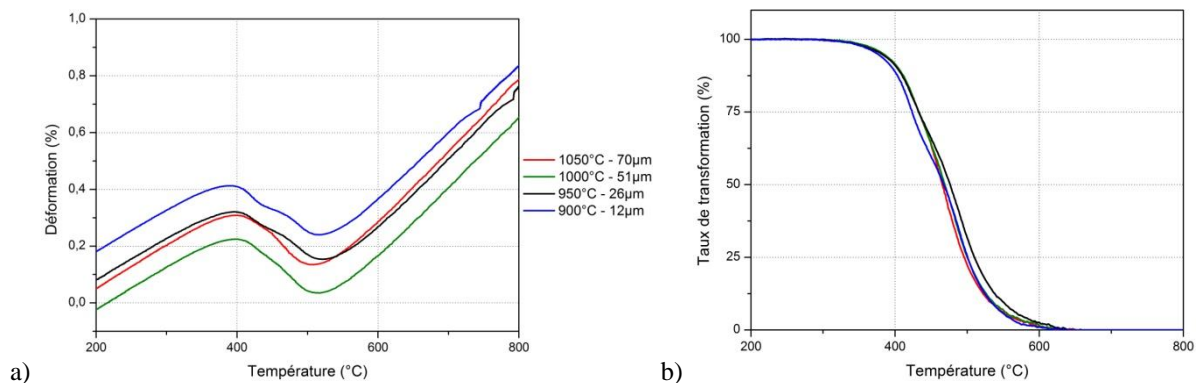 1,0
0,8
0,6
0,4
0,2
0,0
Déformation (%)
200 400 600 800
Température (°C)
a)
1050°C - 70µm
1000°C - 51µm
950°C - 26µm
900°C - 12µm
100
75
50
25
0
Taux de transformation (%)
200 400 600 800
Température (°C)
b)